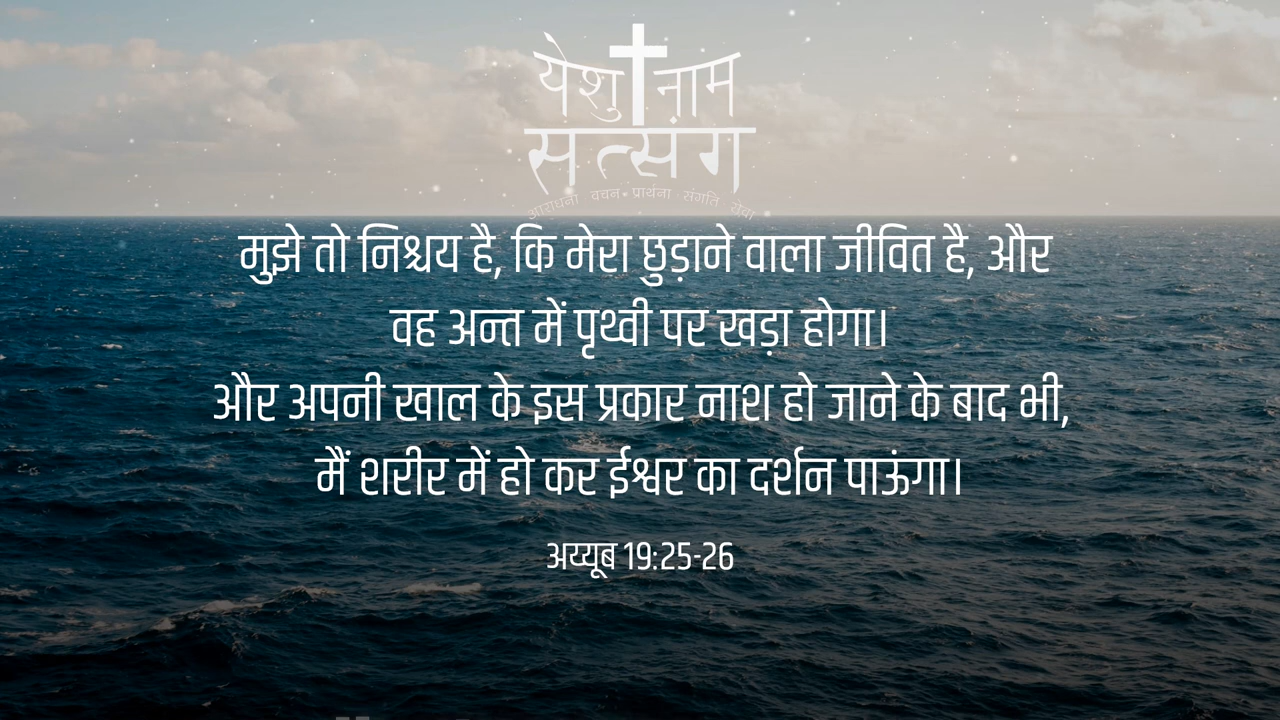 येशु नाम
सत्संग
आराधना · वचन · प्रार्थना · संगति · सेवा
मुझे तो निश्चय है, कि मेरा छुड़ाने वाला जीवित है, और
वह अन्त में पृथ्वी पर खड़ा होगा।
और अपनी खाल के इस प्रकार नाश हो जाने के बाद भी,
मैं शरीर में हो कर ईश्वर का दर्शन पाऊंगा।
अय्यूब 19:25-26